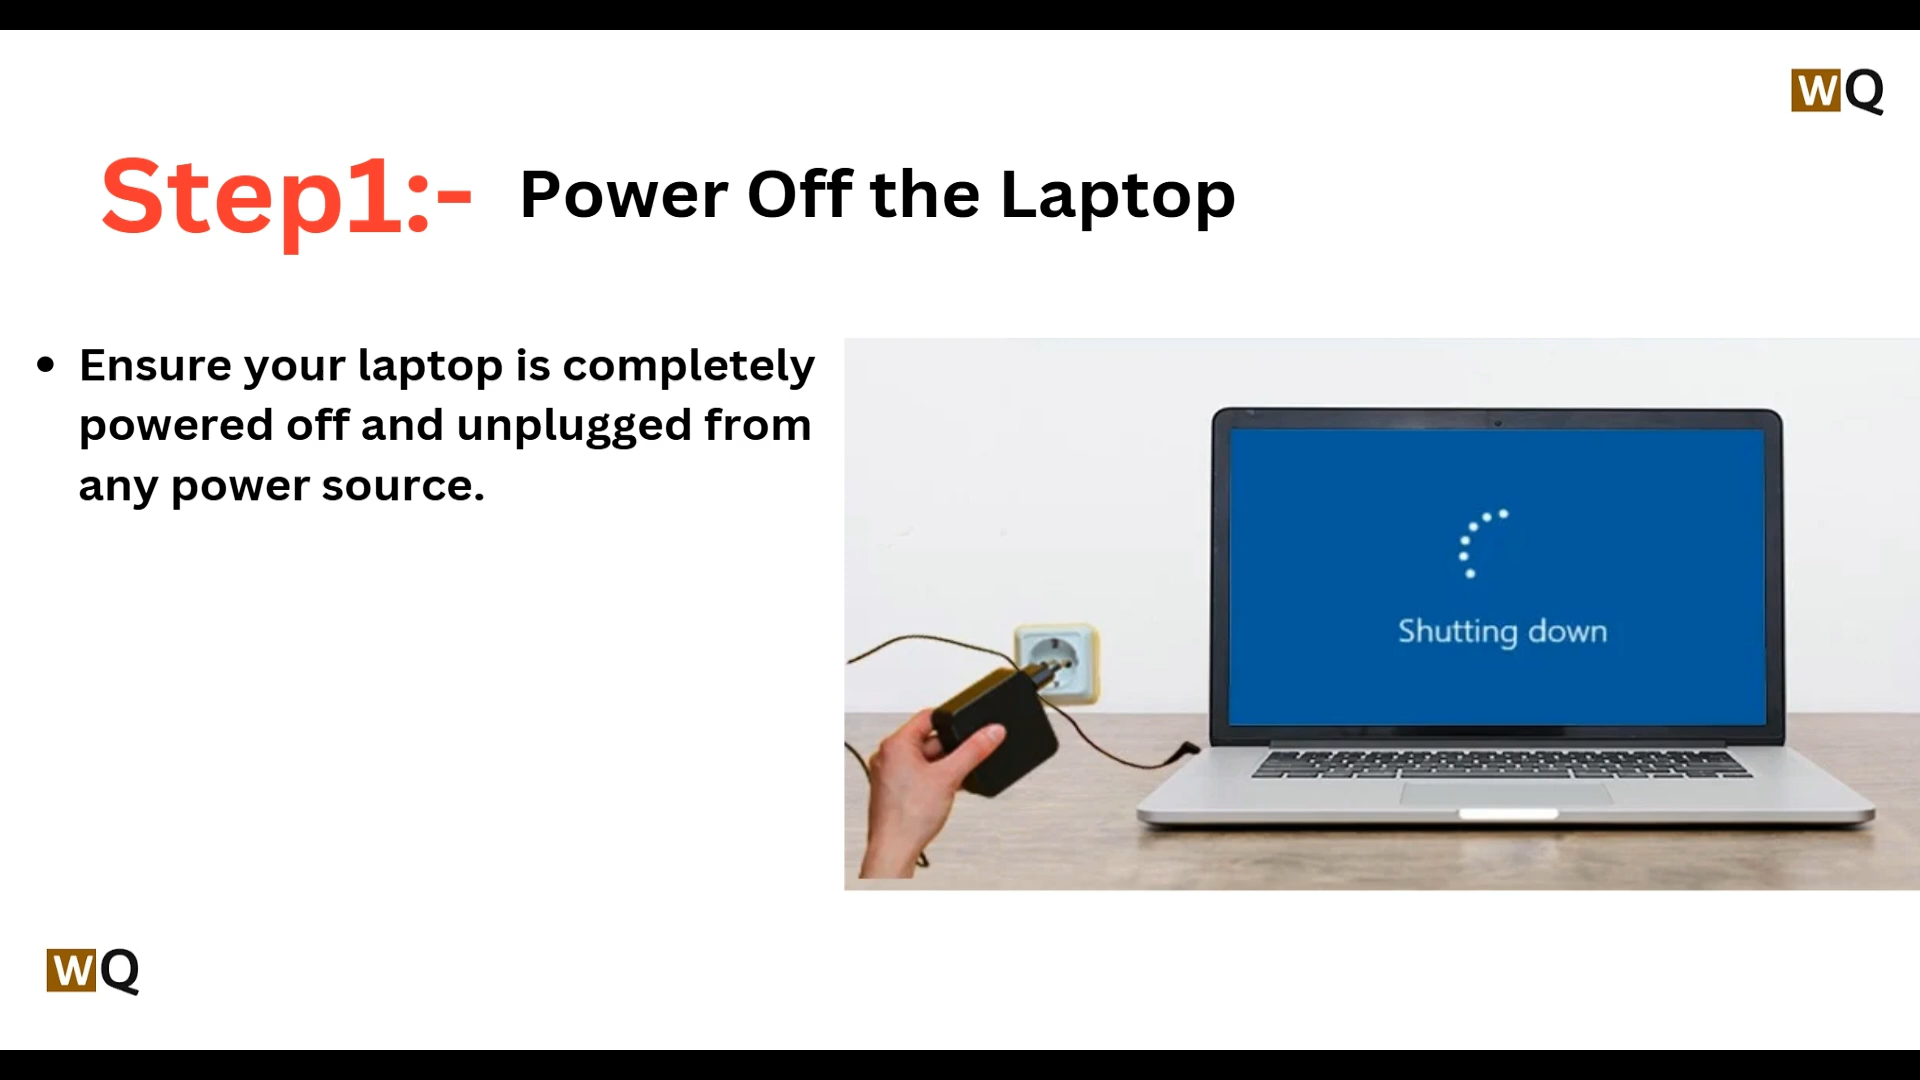 WQ
Step1:- Power Off the Laptop
• Ensure your laptop is completely
powered off and unplugged from
any power source.
Shutting down
WQ